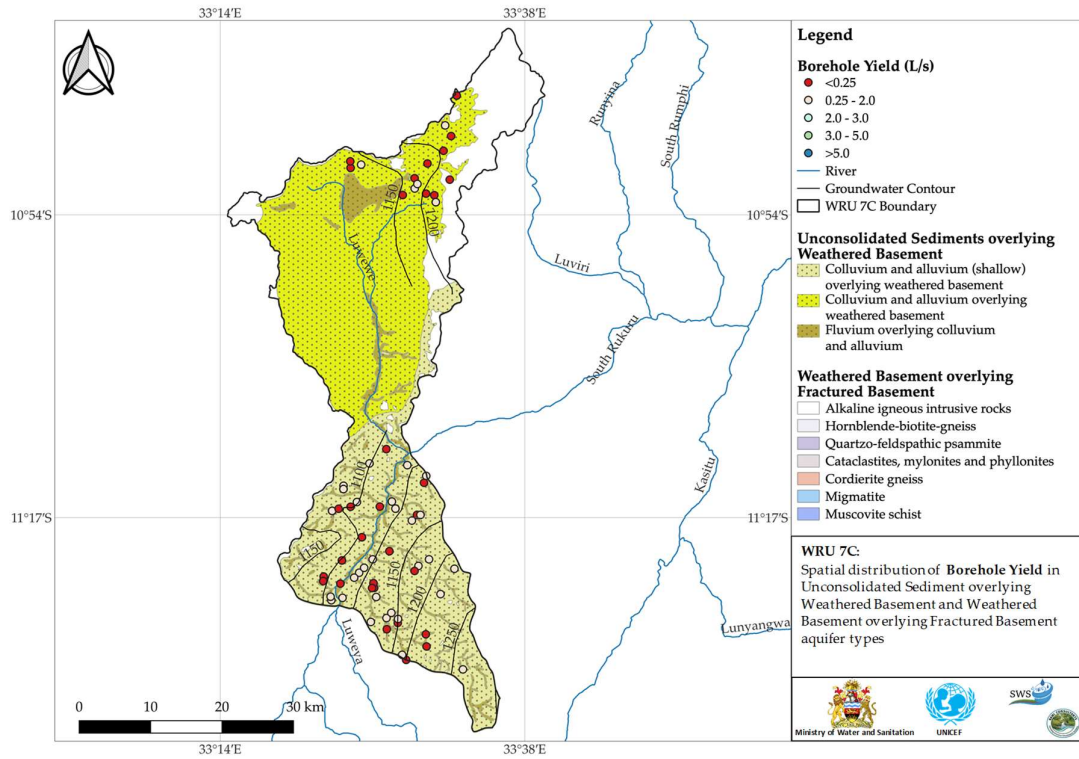 33°14'E
33°38'E
10°54'S
10°54'S
11°17'S
11°17'S
33°14'E
33°38'E
Runyina
South Rumphi
Luviri
South Rukuru
Kasitu
Lunyangwa
Luwewe
Luweya
1150
1200
1100
1150
1150
1200
1250
0 10 20 30 km
Legend
Borehole Yield (L/s)
<0.25
0.25 - 2.0
2.0 - 3.0
3.0 - 5.0
>5.0
River
Groundwater Contour
WRU 7C Boundary
Unconsolidated Sediments overlying
Weathered Basement
Colluvium and alluvium (shallow)
overlying weathered basement
Colluvium and alluvium overlying
weathered basement
Fluvium overlying colluvium
and alluvium
Weathered Basement overlying
Fractured Basement
Alkaline igneous intrusive rocks
Hornblende-biotite-gneiss
Quartzo-feldspathic psammite
Cataclastites, mylonites and phyllonites
Cordierite gneiss
Migmatite
Muscovite schist
WRU 7C:
Spatial distribution of Borehole Yield in
Unconsolidated Sediment overlying
Weathered Basement and Weathered
Basement overlying Fractured Basement
aquifer types
Ministry of Water and Sanitation
UNICEF
SWS